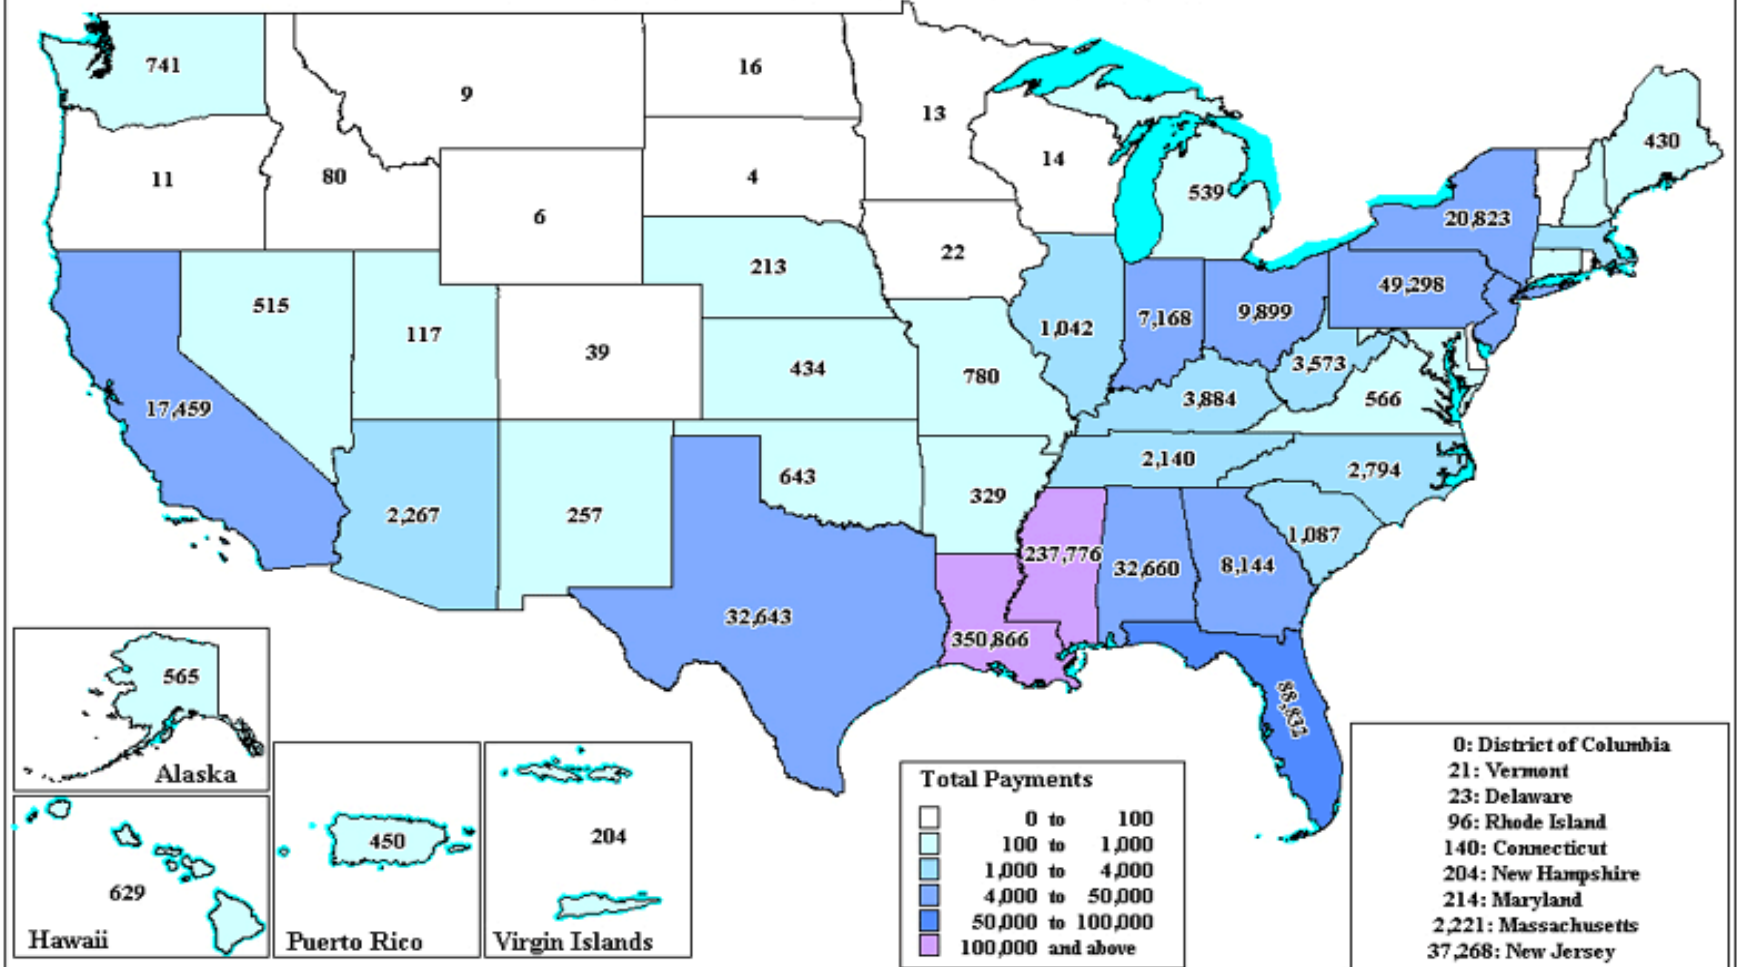 741
9
16
13
14
539
430
11
80
6
4
22
20,823
515
117
39
213
434
780
1,042
7,168
9,899
49,298
3,573
566
17,459
3,884
2,140
2,794
2,267
257
643
329
1,087
237,776
32,660
8,144
32,643
350,866
88,832
565
Alaska
629
Hawaii
450
Puerto Rico
204
Virgin Islands
Total Payments
0 to 100
100 to 1,000
1,000 to 4,000
4,000 to 50,000
50,000 to 100,000
100,000 and above
0: District of Columbia
21: Vermont
23: Delaware
96: Rhode Island
140: Connecticut
204: New Hampshire
214: Maryland
2,221: Massachusetts
37,268: New Jersey